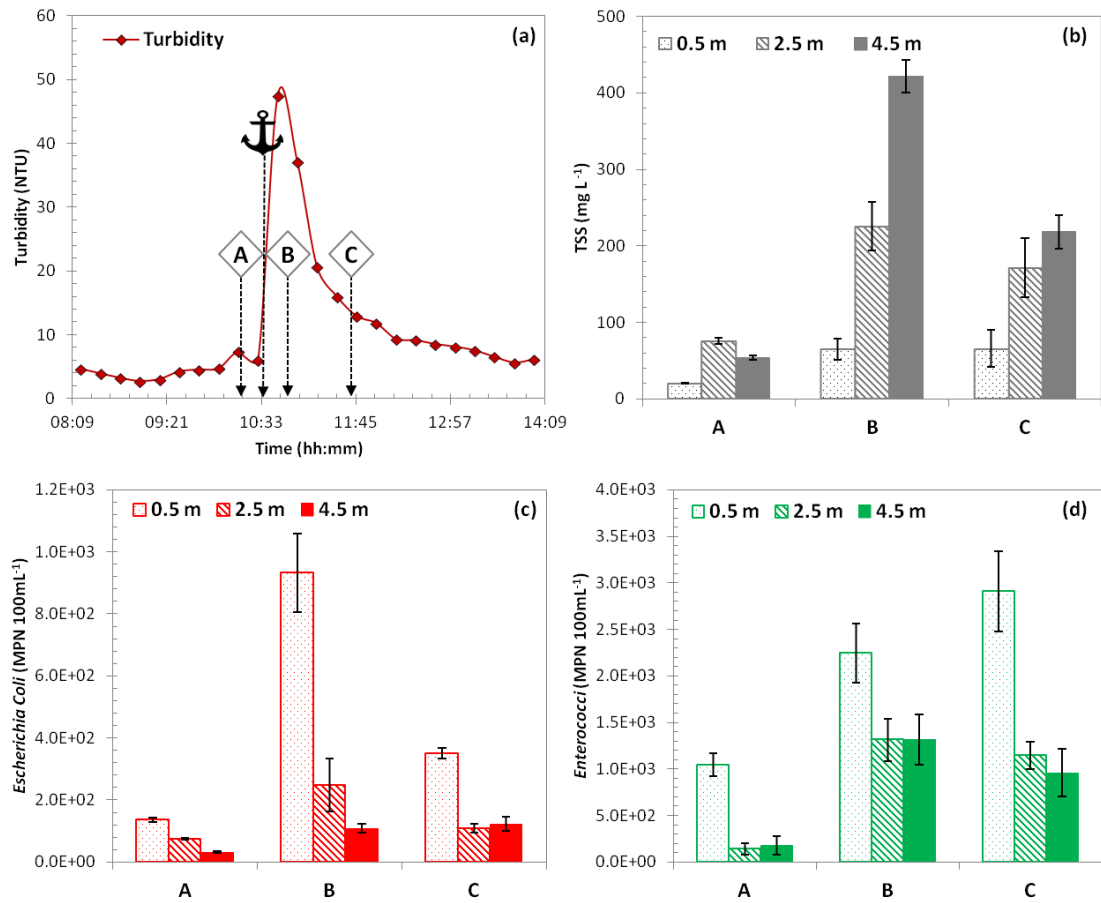 Turbidity
(a)
60
50
40
30
20
10
0
Turbidity (NTU)
A
B
C
08:09
09:21
10:33
11:45
12:57
14:09
Time (hh:mm)
(b)
0.5 m
2.5 m
4.5 m
500
400
300
200
100
0
TSS (mg L⁻¹)
A
B
C
(c)
0.5 m
2.5 m
4.5 m
1.2E+03
1.0E+03
8.0E+02
6.0E+02
4.0E+02
2.0E+02
0.0E+00
Escherichia Coli (MPN 100mL⁻¹)
A
B
C
(d)
0.5 m
2.5 m
4.5 m
4.0E+03
3.5E+03
3.0E+03
2.5E+03
2.0E+03
1.5E+03
1.0E+03
5.0E+02
0.0E+00
Enterococci (MPN 100mL⁻¹)
A
B
C